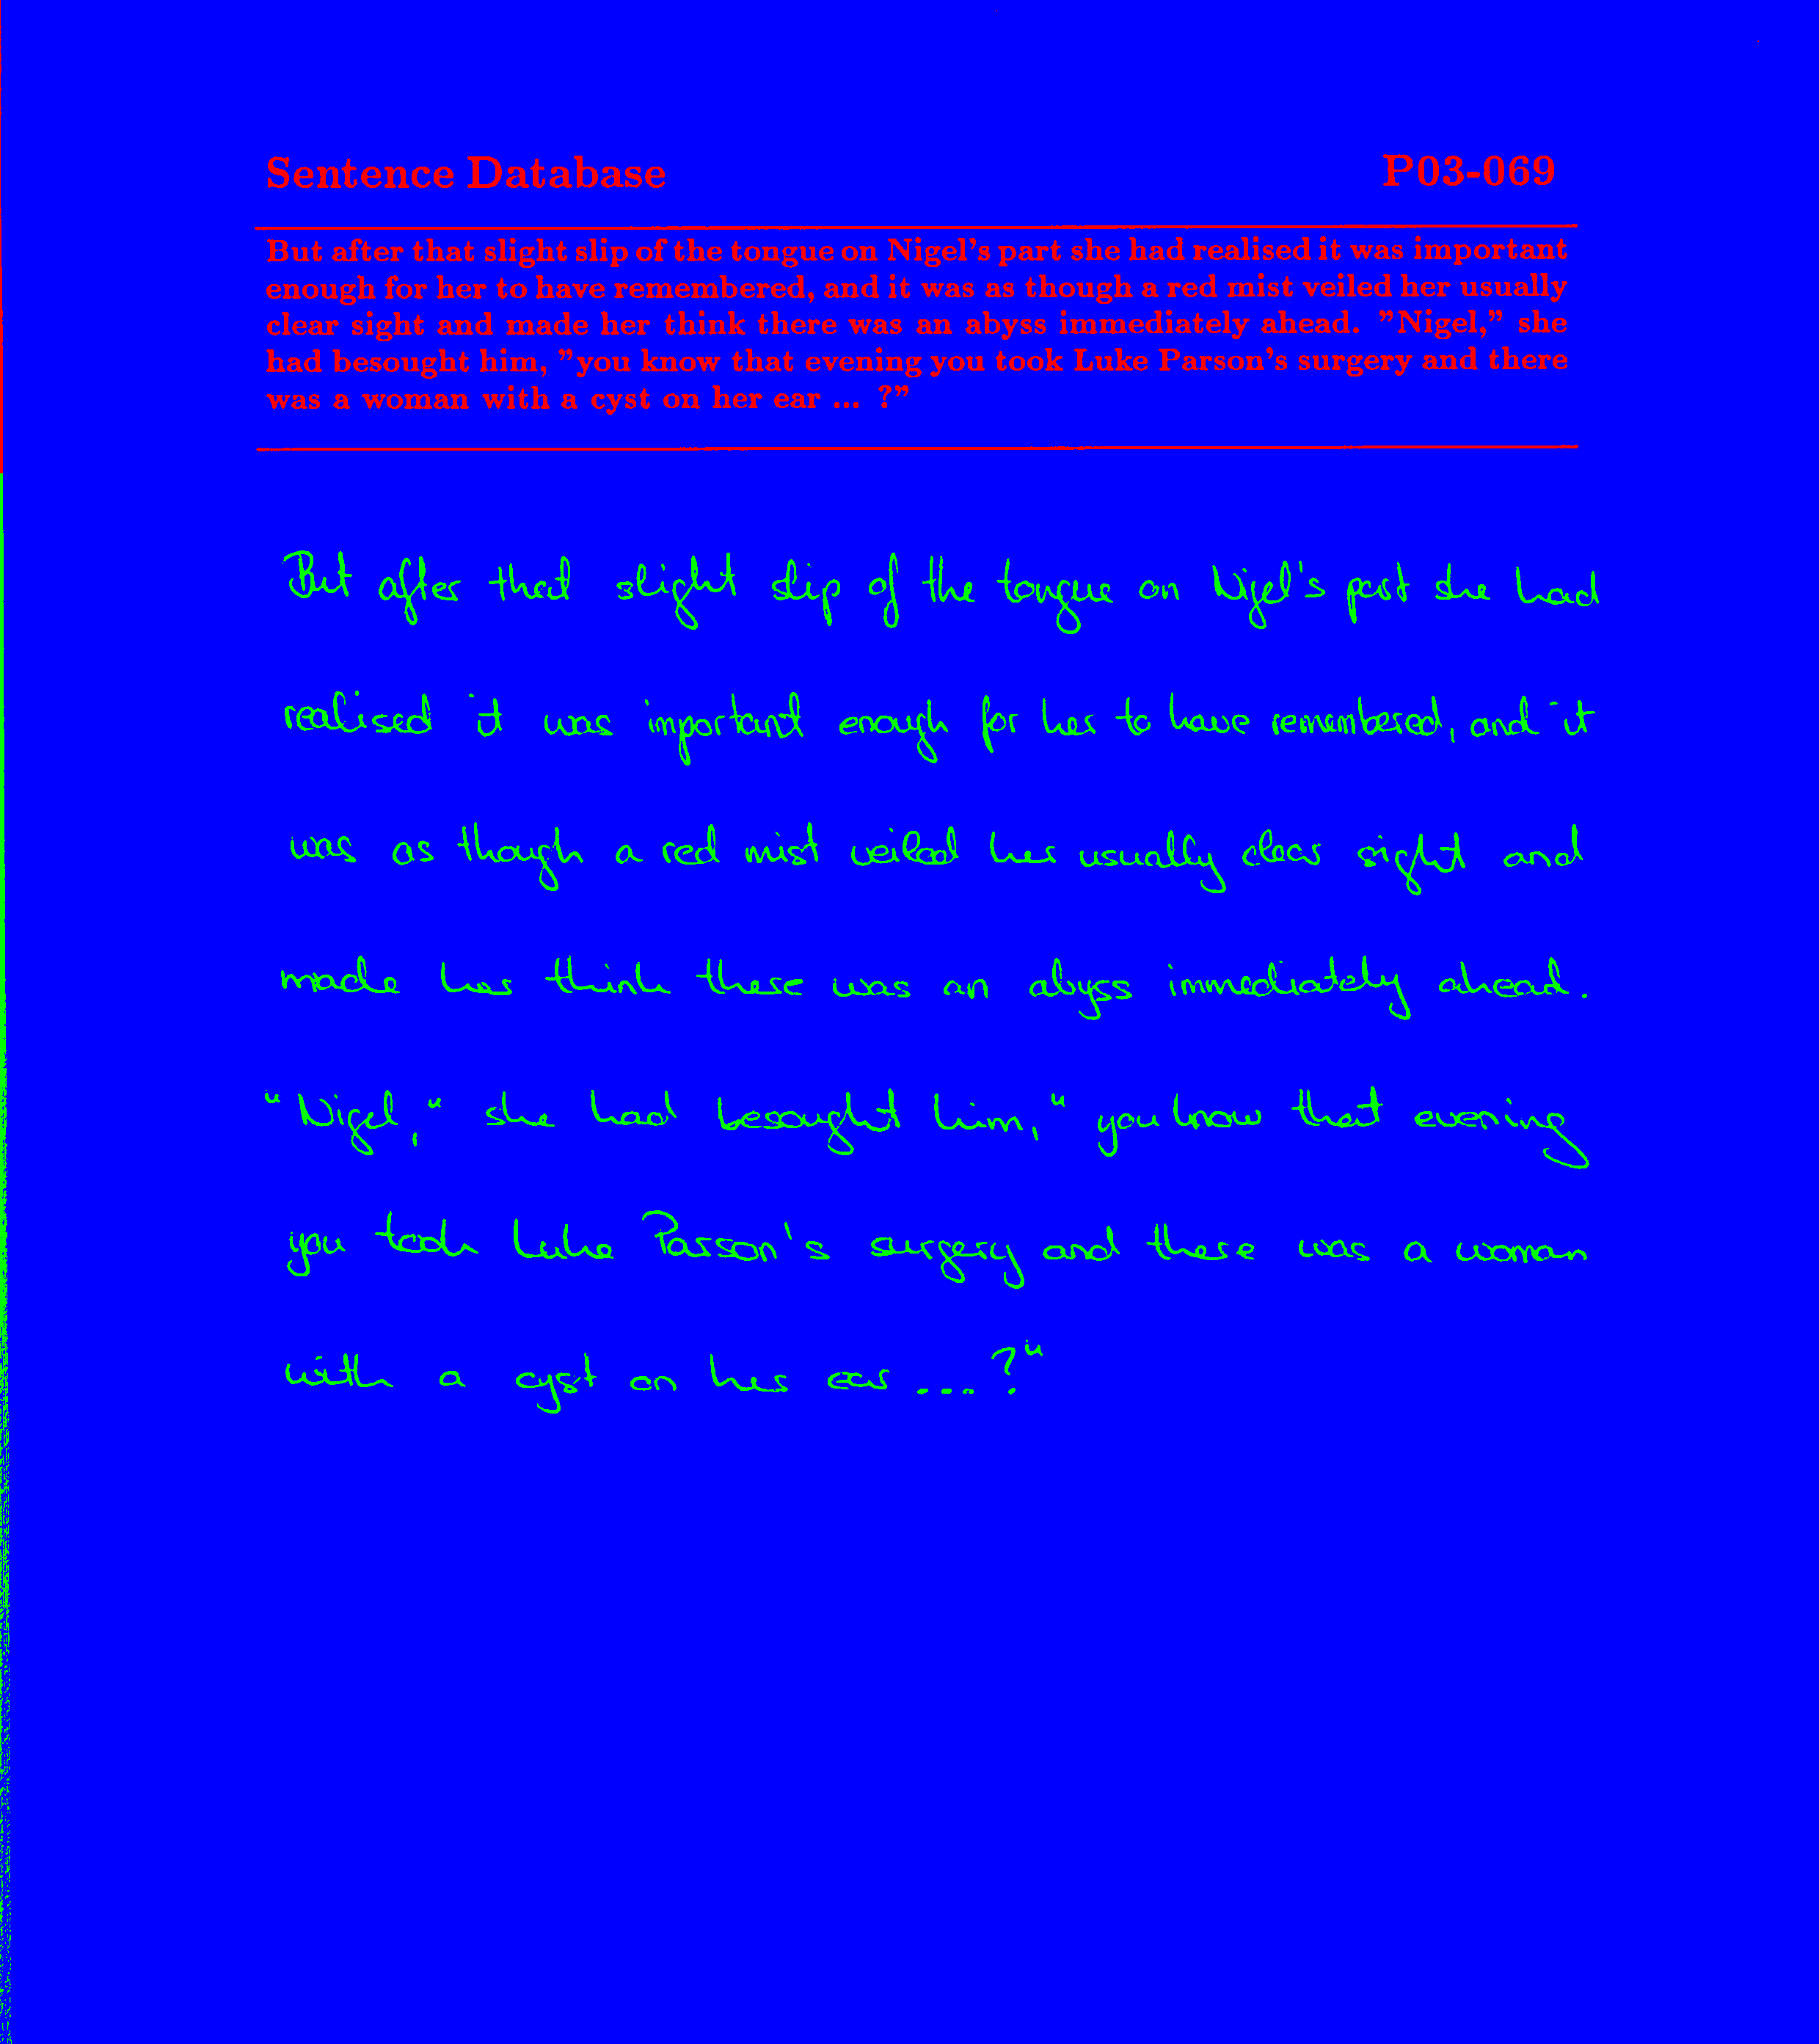 Sentence Database P03-069
But after that slight slip of the tongue on Nigel's part she had realised it was important
enough for her to have remembered, and it was as though a red mist veiled her usually
clear sight and made her think there was an abyss immediately ahead. "Nigel," she
had besought him, "you know that evening you took Luke Parson's surgery and there
was a woman with a cyst on her ear ... ?"
But after that slight slip of the tongue on Nigel's part she had
realised it was important enough for her to have remembered, and it
was as though a red mist veiled her usually clear sight and
made her think there was an abyss immediately ahead.
"Nigel," she had besought him, "you know that evening
you took Luke Parson's surgery and there was a woman
with a cyst on her ear ...?"